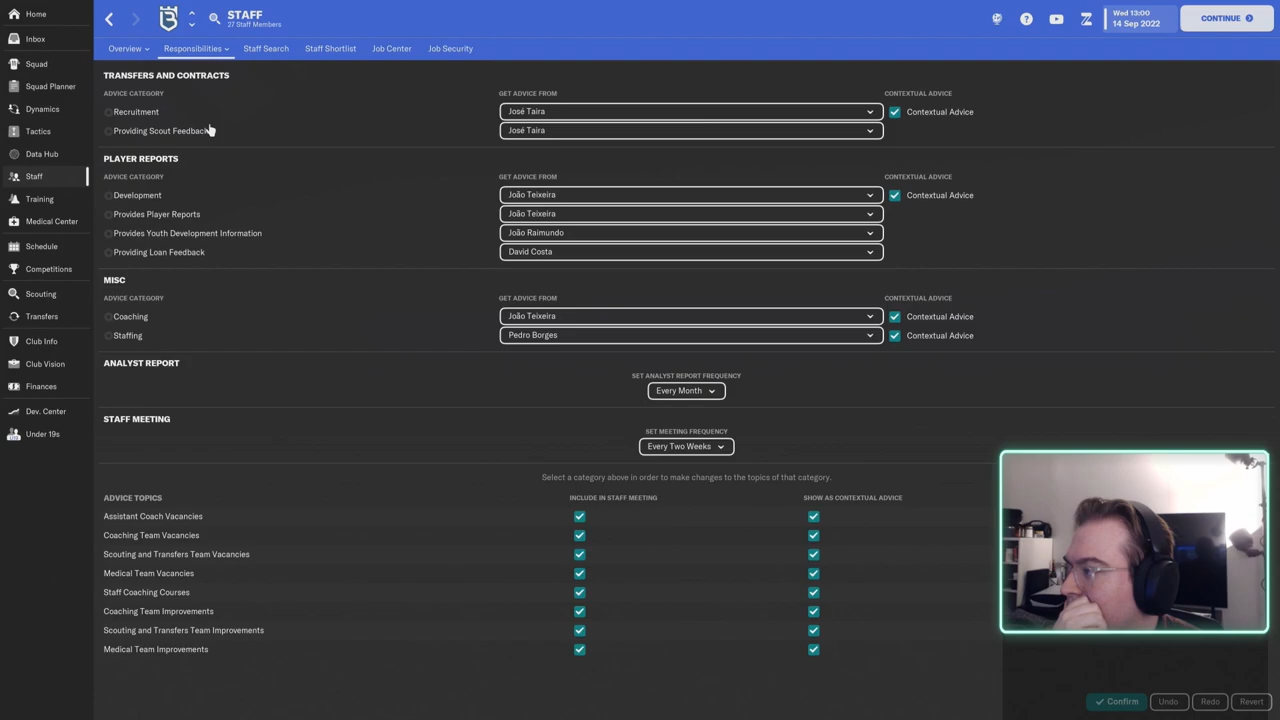 Home
Inbox
Squad
Squad Planner
Dynamics
Tactics
Data Hub
Staff
Training
Medical Center
Schedule
Competitions
Scouting
Transfers
Club Info
Club Vision
Finances
Dev. Center
Under 19s
STAFF
27 Staff Members
Wed 13:00
14 Sep 2022
CONTINUE
Overview
Responsibilities
Staff Search
Staff Shortlist
Job Center
Job Security
TRANSFERS AND CONTRACTS
ADVICE CATEGORY GET ADVICE FROM CONTEXTUAL ADVICE
Recruitment José Taira Contextual Advice
Providing Scout Feedback José Taira
PLAYER REPORTS
ADVICE CATEGORY GET ADVICE FROM CONTEXTUAL ADVICE
Development João Teixeira Contextual Advice
Provides Player Reports João Teixeira
Provides Youth Development Information João Raimundo
Providing Loan Feedback David Costa
MISC
ADVICE CATEGORY GET ADVICE FROM CONTEXTUAL ADVICE
Coaching João Teixeira Contextual Advice
Staffing Pedro Borges Contextual Advice
ANALYST REPORT
SET ANALYST REPORT FREQUENCY
Every Month
STAFF MEETING
SET MEETING FREQUENCY
Every Two Weeks
Select a category above in order to make changes to the topics of that category.
ADVICE TOPICS INCLUDE IN STAFF MEETING SHOW AS CONTEXTUAL ADVICE
Assistant Coach Vacancies
Coaching Team Vacancies
Scouting and Transfers Team Vacancies
Medical Team Vacancies
Staff Coaching Courses
Coaching Team Improvements
Scouting and Transfers Team Improvements
Medical Team Improvements
Confirm Undo Redo Revert